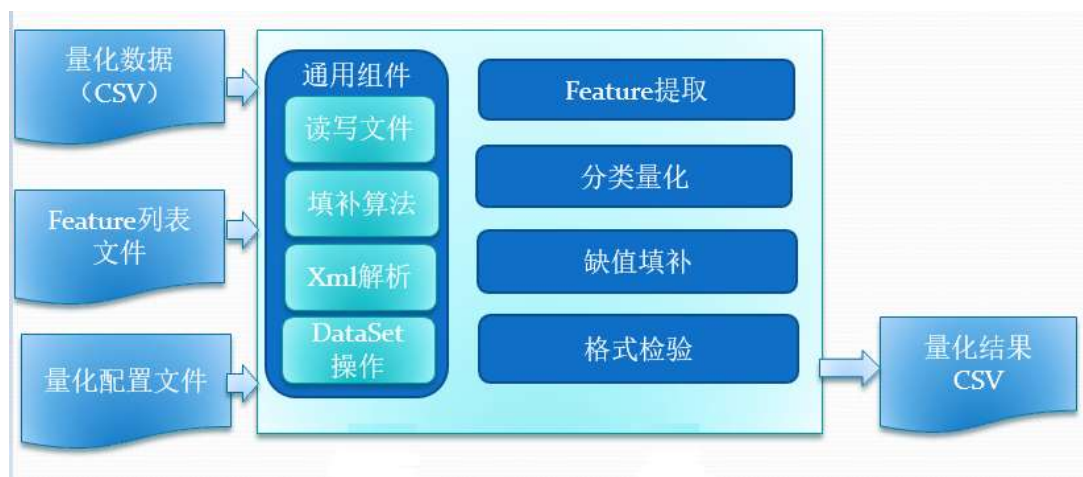 量化数据
（CSV）
Feature列表
文件
量化配置文件
通用组件
读写文件
填补算法
Xml解析
DataSet
操作
Feature提取
分类量化
缺值填补
格式检验
量化结果
CSV